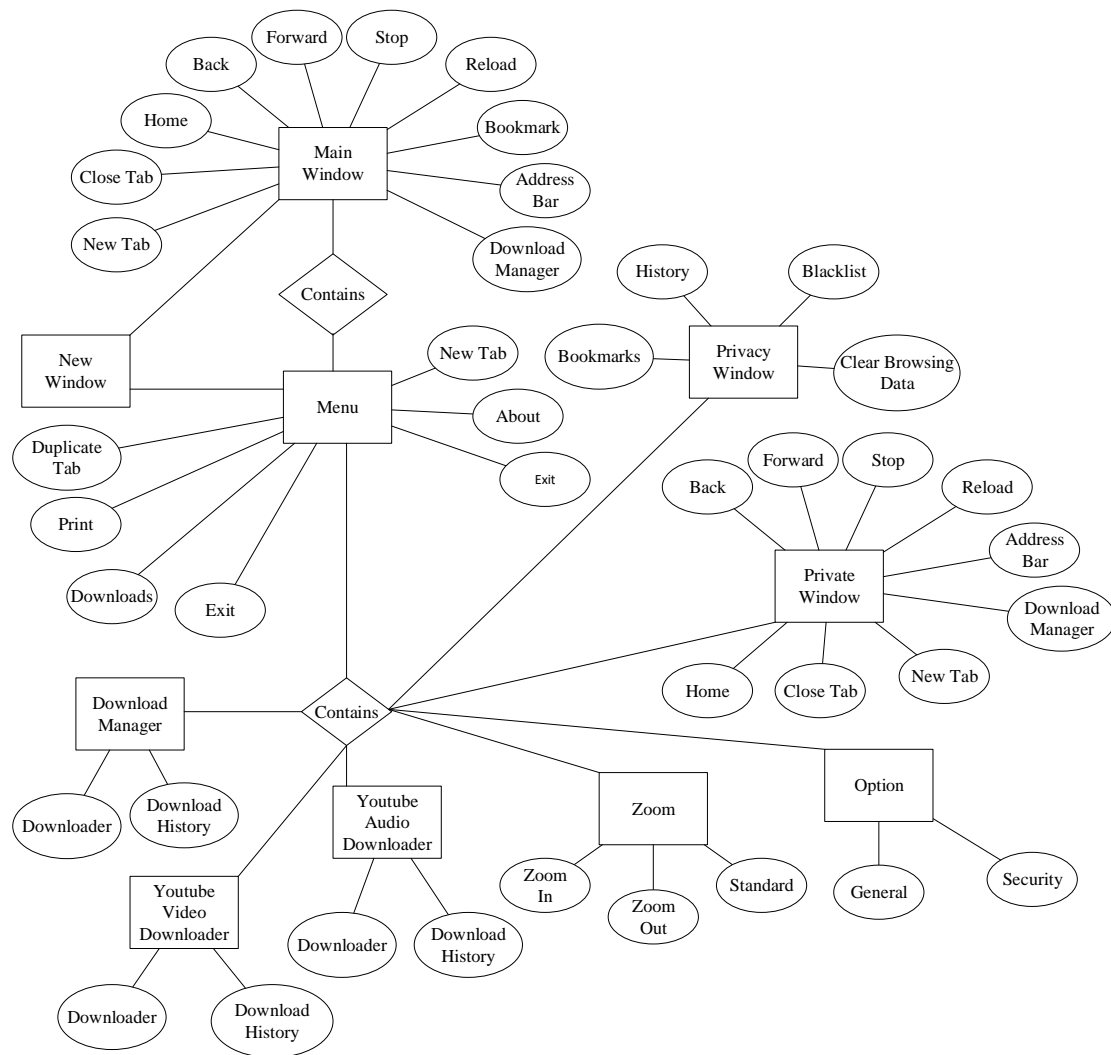 Forward
Stop
Back
Reload
Home
Bookmark
Main
Window
Close Tab
Address
Bar
New Tab
Download
Manager
History
Blacklist
Contains
New
Window
New Tab
Bookmarks
Privacy
Window
Clear Browsing
Data
Menu
About
Duplicate
Tab
Forward
Stop
Exit
Back
Reload
Print
Address
Bar
Private
Window
Downloads
Exit
Download
Manager
Home
Close Tab
New Tab
Download
Manager
Contains
Option
Youtube
Audio
Downloader
Zoom
Downloader
Download
History
Zoom
In
Standard
General
Security
Youtube
Video
Downloader
Zoom
Out
Downloader
Download
History
Downloader
Download
History